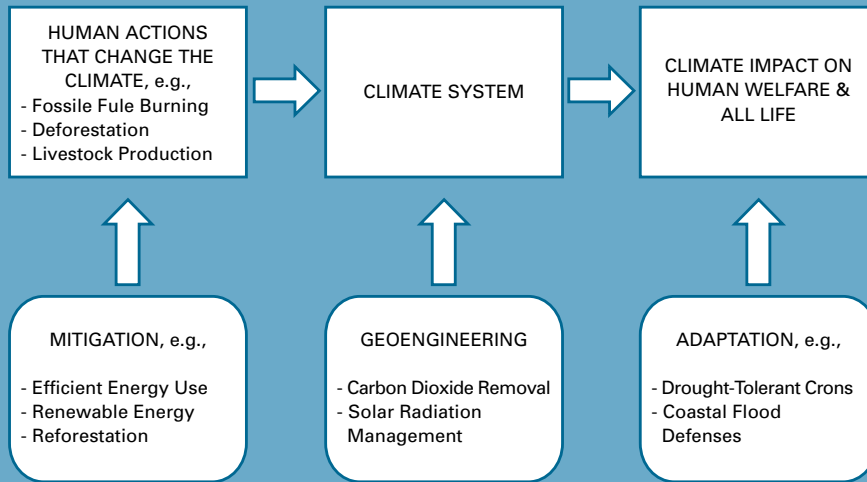 HUMAN ACTIONS
THAT CHANGE THE
CLIMATE, e.g.,
- Fossile Fule Burning
- Deforestation
- Livestock Production
CLIMATE SYSTEM
CLIMATE IMPACT ON
HUMAN WELFARE &
ALL LIFE
MITIGATION, e.g.,
- Efficient Energy Use
- Renewable Energy
- Reforestation
GEOENGINEERING
- Carbon Dioxide Removal
- Solar Radiation
Management
ADAPTATION, e.g.,
- Drought-Tolerant Crons
- Coastal Flood
Defenses